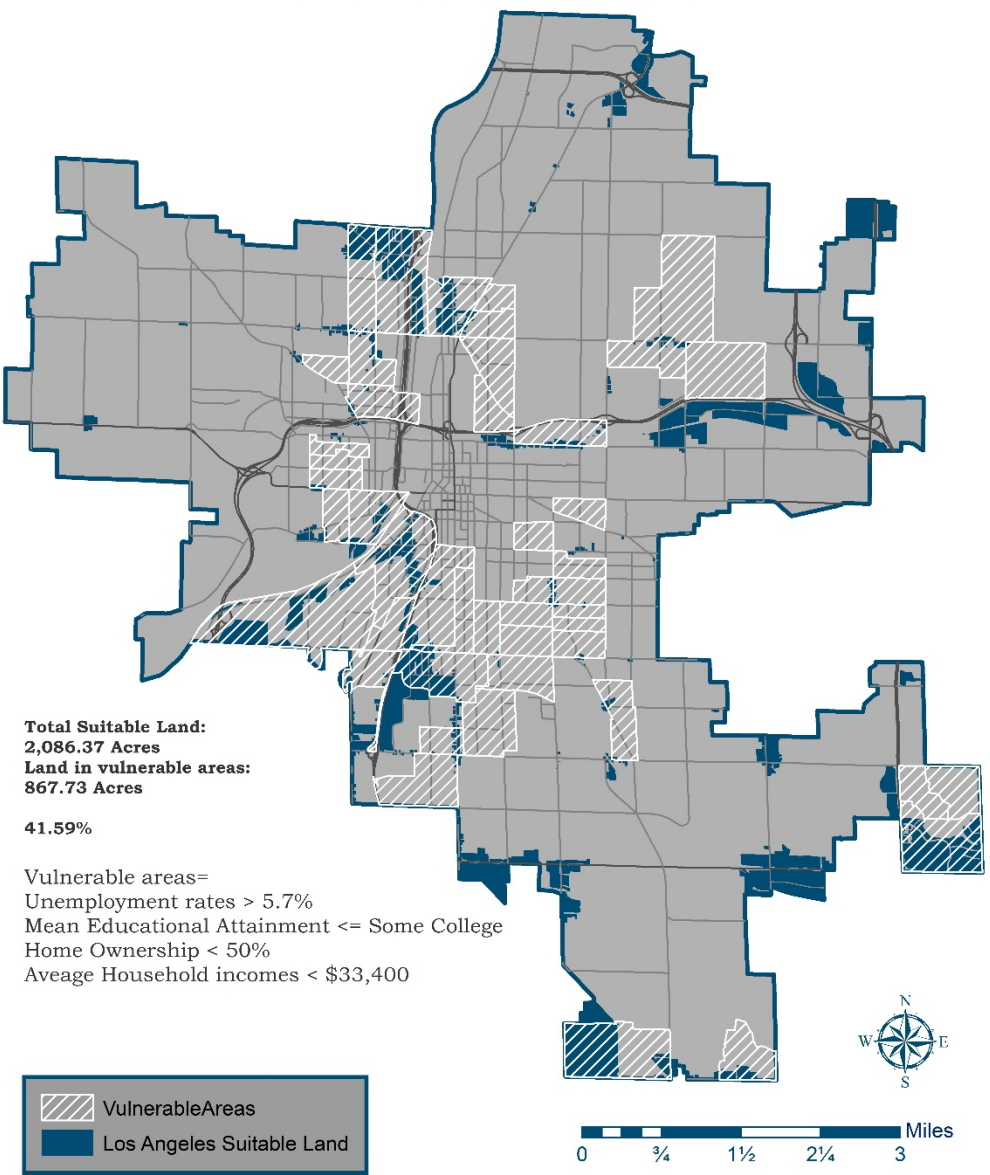 Total Suitable Land:
2,086.37 Acres
Land in vulnerable areas:
867.73 Acres
41.59%
Vulnerable areas=
Unemployment rates > 5.7%
Mean Educational Attainment <= Some College
Home Ownership < 50%
Aveage Household incomes < $33,400
N
W E
S
VulnerableAreas
Los Angeles Suitable Land
Miles
0 ¾ 1½ 2¼ 3